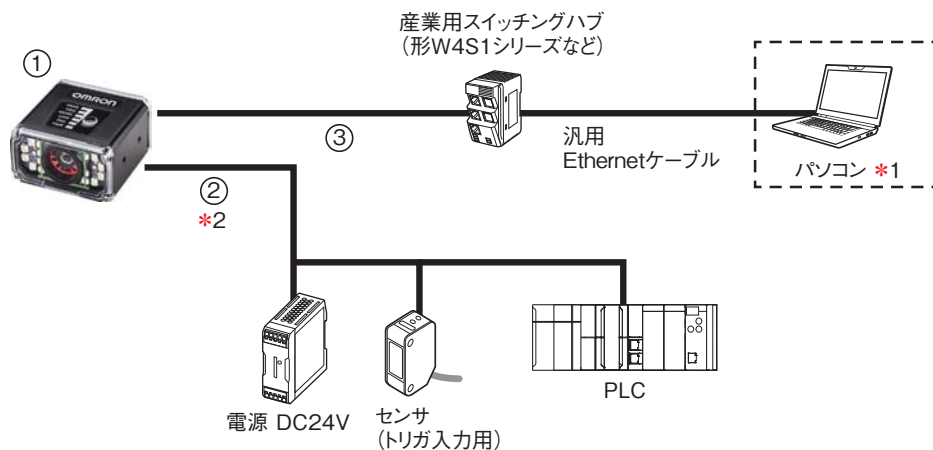 産業用スイッチングハブ
（形W4S1シリーズなど）
①
OMRON
③
汎用
Ethernetケーブル
パソコン *1
②
*2
電源 DC24V
センサ
（トリガ入力用）
PLC